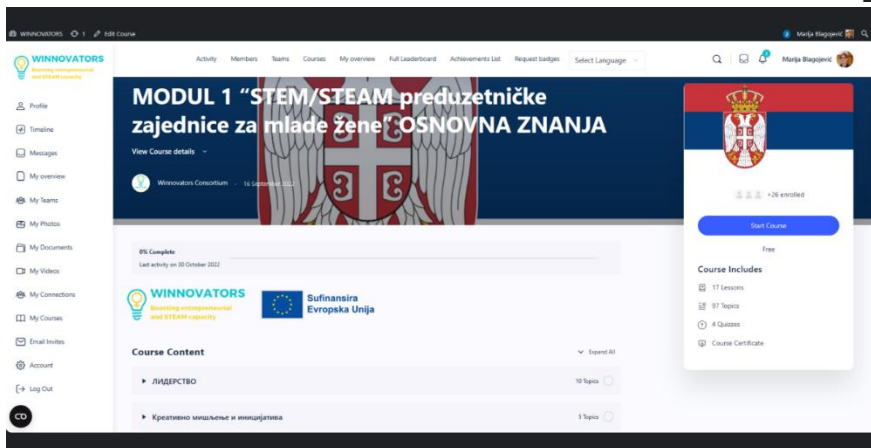 WINNOVATORS 1 Edit Course
Marija Blagojević
WINNOVATORS
Boosting entrepreneurial
and STEAM capacity
Activity Members Teams Courses My overview Full Leaderboard Achievements List Request badges Select Language
Marija Blagojević
Profile
Timeline
Messages
My overview
My Teams
My Photos
My Documents
My Videos
My Connections
My Courses
Email Invites
Account
Log Out
MODUL 1 “STEM/STEAM preduzetničke
zajednice za mlade žene” OSNOVNA ZNANJA
View Course details
Winnovators Consortium - 16 September 2022
0% Complete
Last activity on 30 October 2022
WINNOVATORS
Boosting entrepreneurial
and STEAM capacity
Sufinansira
Evropska Unija
Course Content
Expand All
ЛИДЕРСТВО
10 Topics
Креативно мишљење и иницијатива
5 Topics
+26 enrolled
Start Course
Free
Course Includes
17 Lessons
97 Topics
4 Quizzes
Course Certificate